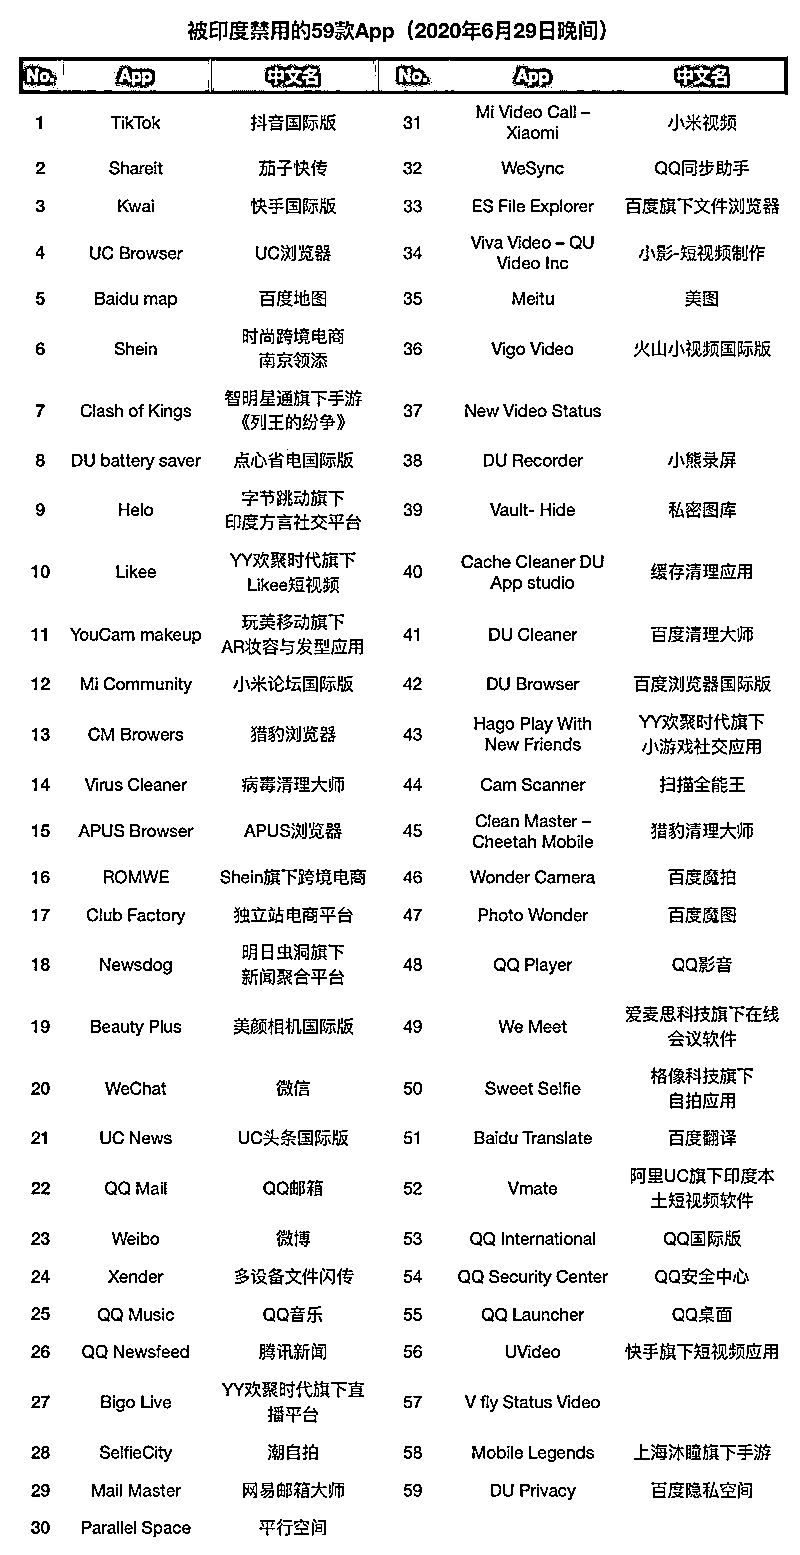 被印度禁用的59款App（2020年6月29日晚间）
No. App 中文名 No. App 中文名
1 TikTok 抖音国际版 31 Mi Video Call – Xiaomi 小米视频
2 Shareit 茄子快传 32 WeSync QQ同步助手
3 Kwai 快手国际版 33 ES File Explorer 百度旗下文件浏览器
4 UC Browser UC浏览器 34 Viva Video – QU Video Inc 小影-短视频制作
5 Baidu map 百度地图 35 Meitu 美图
6 Shein 时尚跨境电商 南京领添 36 Vigo Video 火山小视频国际版
7 Clash of Kings 智明星通旗下手游《列王的纷争》 37 New Video Status
8 DU battery saver 点心省电国际版 38 DU Recorder 小熊录屏
9 Helo 字节跳动旗下 印度方言社交平台 39 Vault- Hide 私密图库
10 Likee YY欢聚时代旗下 Likee短视频 40 Cache Cleaner DU App studio 缓存清理应用
11 YouCam makeup 玩美移动旗下 AR妆容与发型应用 41 DU Cleaner 百度清理大师
12 Mi Community 小米论坛国际版 42 DU Browser 百度浏览器国际版
13 CM Browers 猎豹浏览器 43 Hago Play With New Friends YY欢聚时代旗下 小游戏社交应用
14 Virus Cleaner 病毒清理大师 44 Cam Scanner 扫描全能王
15 APUS Browser APUS浏览器 45 Clean Master – Cheetah Mobile 猎豹清理大师
16 ROMWE Shein旗下跨境电商 46 Wonder Camera 百度魔拍
17 Club Factory 独立站电商平台 47 Photo Wonder 百度魔图
18 Newsdog 明日虫洞旗下 新闻聚合平台 48 QQ Player QQ影音
19 Beauty Plus 美颜相机国际版 49 We Meet 爱麦思科技旗下在线会议软件
20 WeChat 微信 50 Sweet Selfie 格像科技旗下 自拍应用
21 UC News UC头条国际版 51 Baidu Translate 百度翻译
22 QQ Mail QQ邮箱 52 Vmate 阿里UC旗下印度本土短视频软件
23 Weibo 微博 53 QQ International QQ国际版
24 Xender 多设备文件闪传 54 QQ Security Center QQ安全中心
25 QQ Music QQ音乐 55 QQ Launcher QQ桌面
26 QQ Newsfeed 腾讯新闻 56 UVideo 快手旗下短视频应用
27 Bigo Live YY欢聚时代旗下直播平台 57 V fly Status Video
28 SelfieCity 潮自拍 58 Mobile Legends 上海沐瞳旗下手游
29 Mail Master 网易邮箱大师 59 DU Privacy 百度隐私空间
30 Parallel Space 平行空间